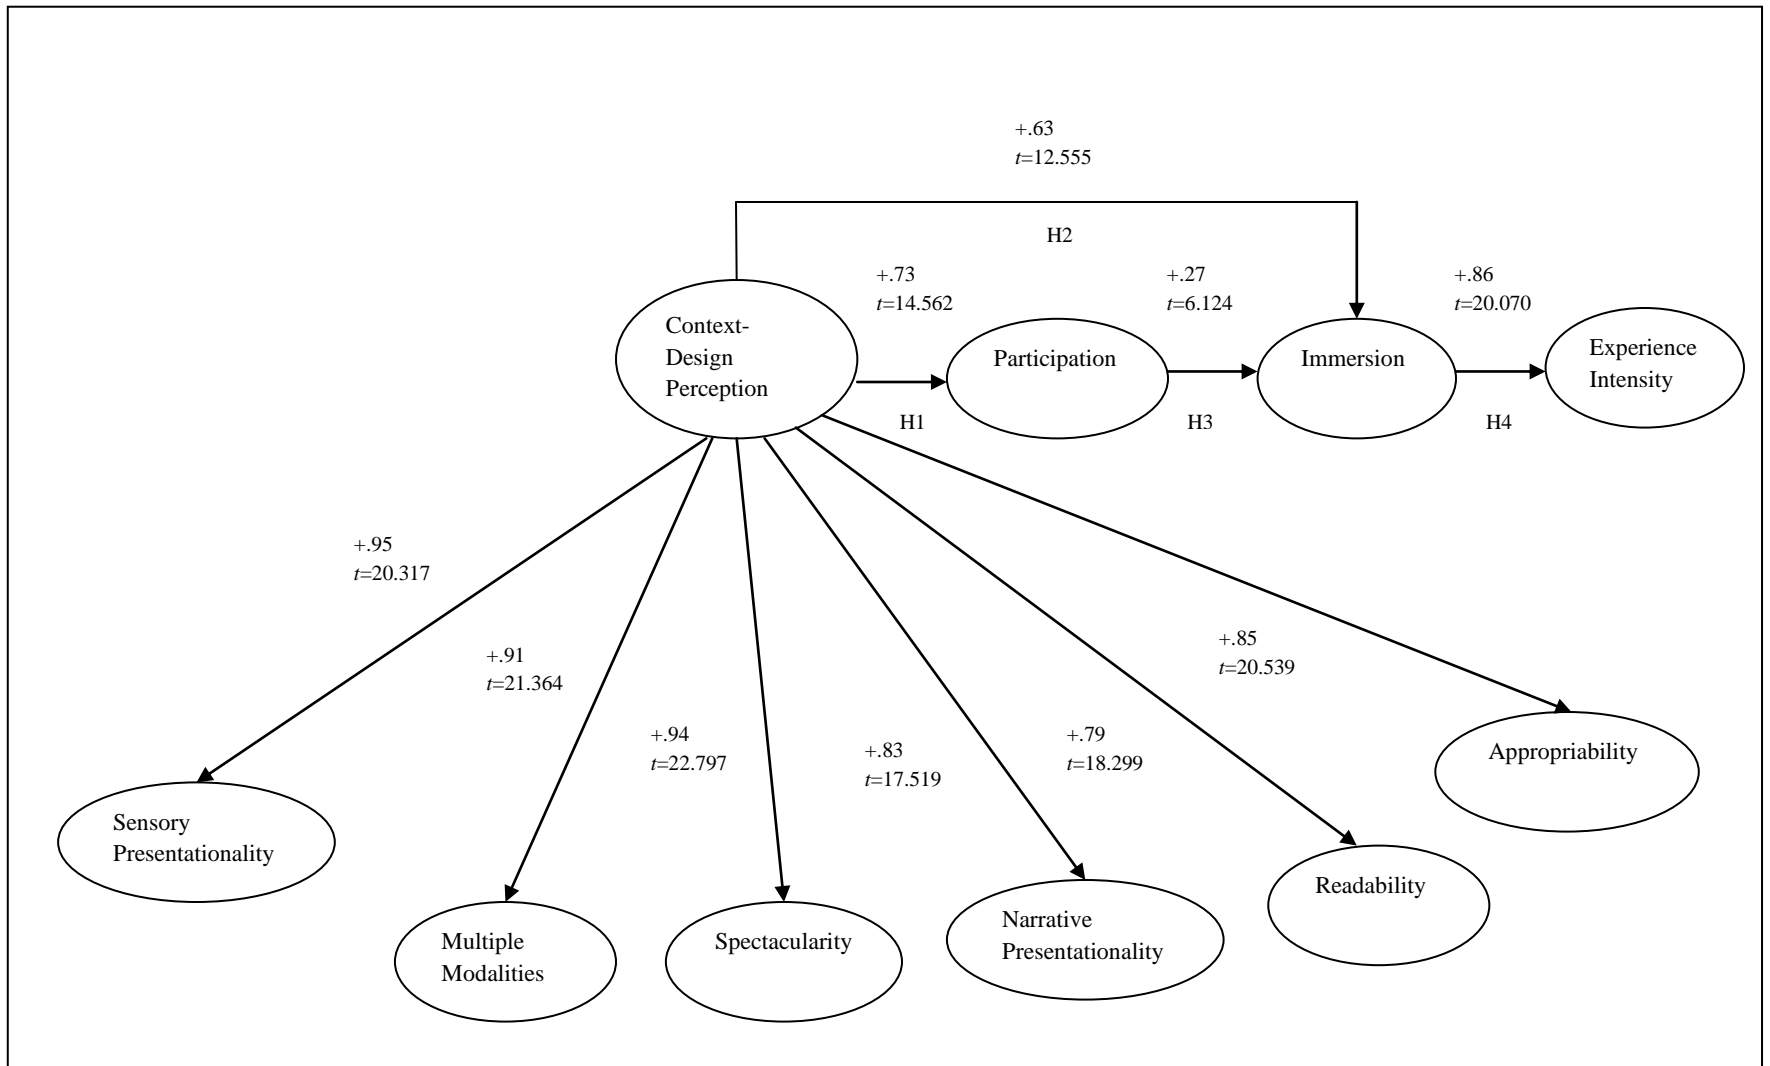 +.63
t=12.555
H2
+.73
t=14.562
+.27
t=6.124
+.86
t=20.070
Context-
Design
Perception
Participation
Immersion
Experience
Intensity
H1
H3
H4
+.95
t=20.317
+.91
t=21.364
+.94
t=22.797
+.83
t=17.519
+.79
t=18.299
+.85
t=20.539
Sensory
Presentationality
Multiple
Modalities
Spectacularity
Narrative
Presentationality
Readability
Appropriability